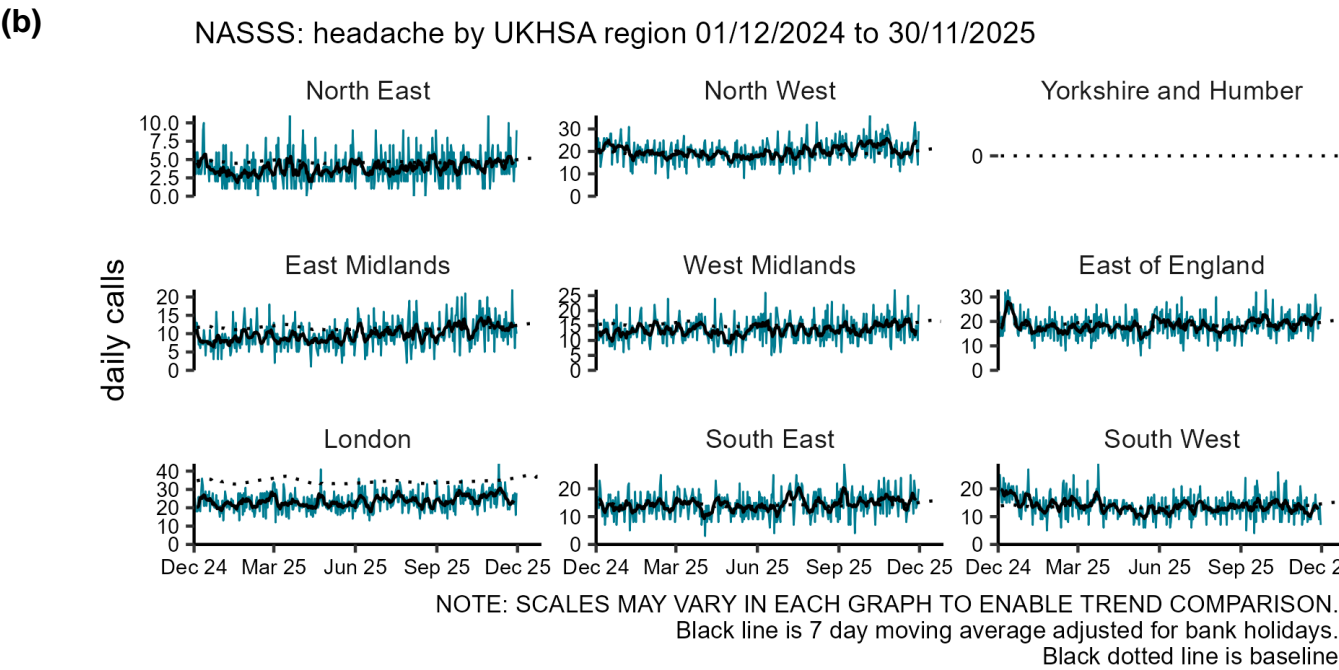 (b)
NASSS: headache by UKHSA region 01/12/2024 to 30/11/2025
North East
North West
Yorkshire and Humber
10.0
7.5
5.0
2.5
0.0
30
20
10
0
0
East Midlands
West Midlands
East of England
daily calls
20
15
10
5
0
25
20
15
10
5
0
30
20
10
0
London
South East
South West
40
30
20
10
0
20
10
0
20
10
0
Dec 24 Mar 25 Jun 25 Sep 25 Dec 25
Dec 24 Mar 25 Jun 25 Sep 25 Dec 25
Dec 24 Mar 25 Jun 25 Sep 25 Dec 2
NOTE: SCALES MAY VARY IN EACH GRAPH TO ENABLE TREND COMPARISON.
Black line is 7 day moving average adjusted for bank holidays.
Black dotted line is baseline